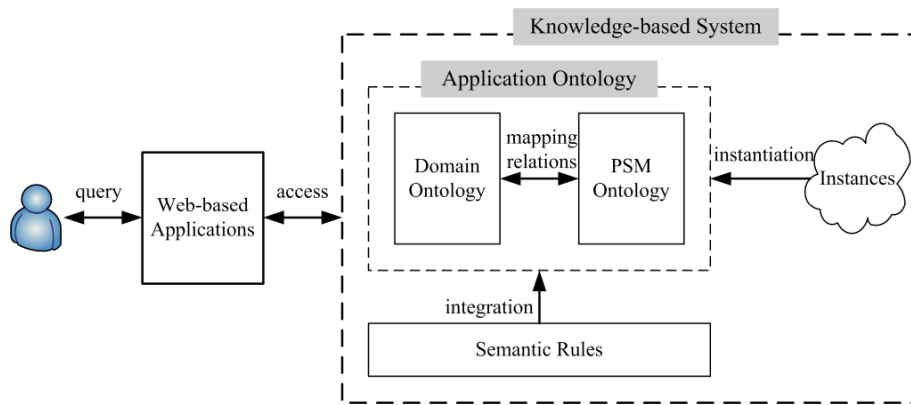 Knowledge-based System
Application Ontology
mapping
relations
Domain
Ontology
PSM
Ontology
instantiation
Instances
query
Web-based
Applications
access
integration
Semantic Rules